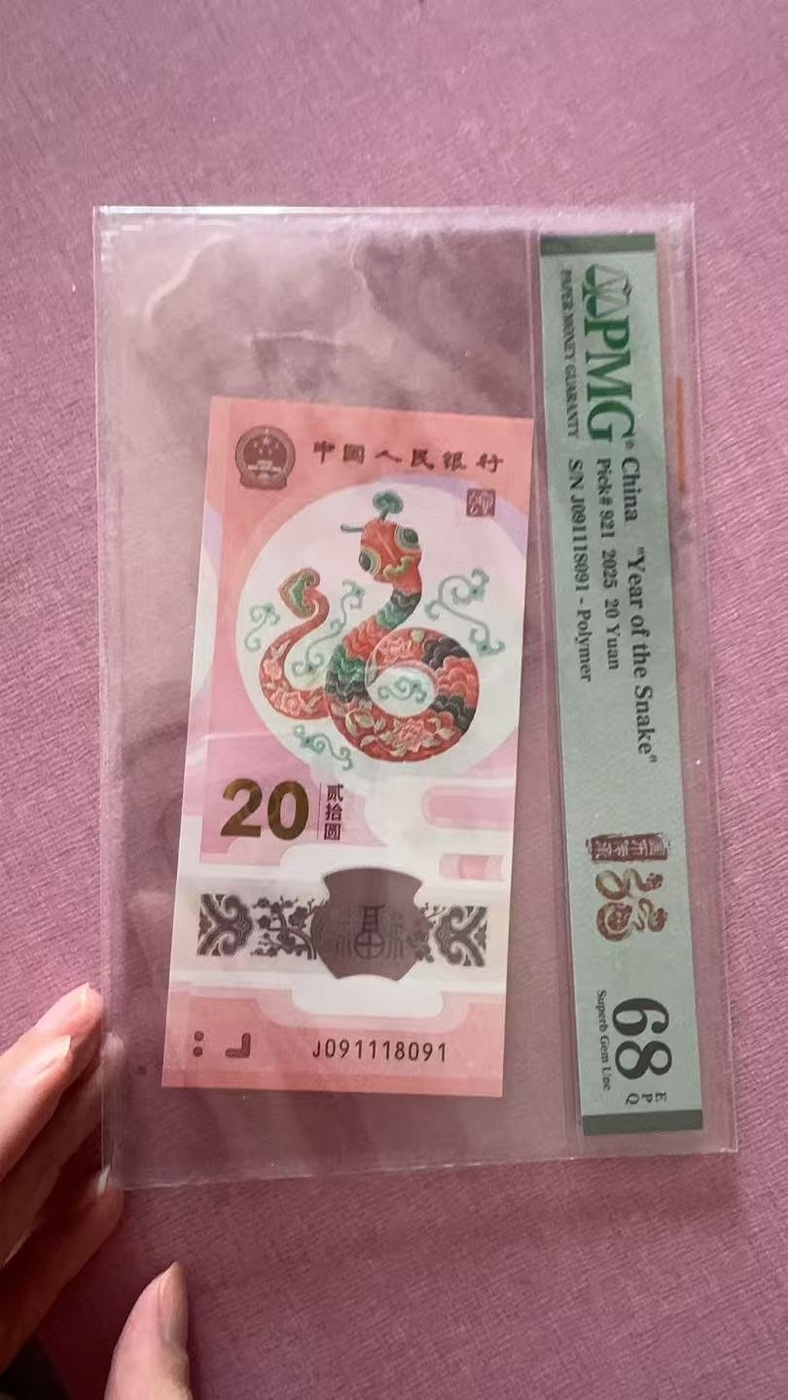 PMG
PAPER MONEY GUARANTY
China "Year of the Snake"
Pick# 921 2025 20 Yuan
S/N J091118091 - Polymer
68
EPQ
Superb Gem Unc
中国人民银行
20
贰拾圆
J091118091